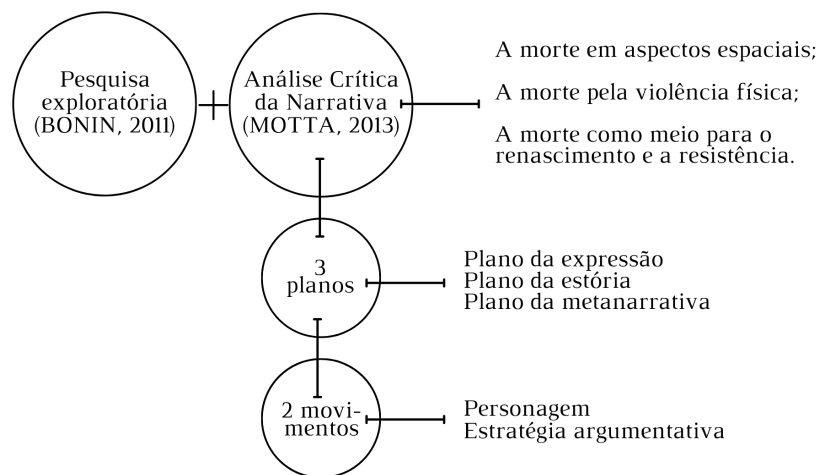 Pesquisa
exploratória
(BONIN, 2011)
Análise Crítica
da Narrativa
(MOTTA, 2013)
A morte em aspectos espaciais;
A morte pela violência física;
A morte como meio para o
renascimento e a resistência.
3
planos
Plano da expressão
Plano da estória
Plano da metanarrativa
2 movi-
mentos
Personagem
Estratégia argumentativa